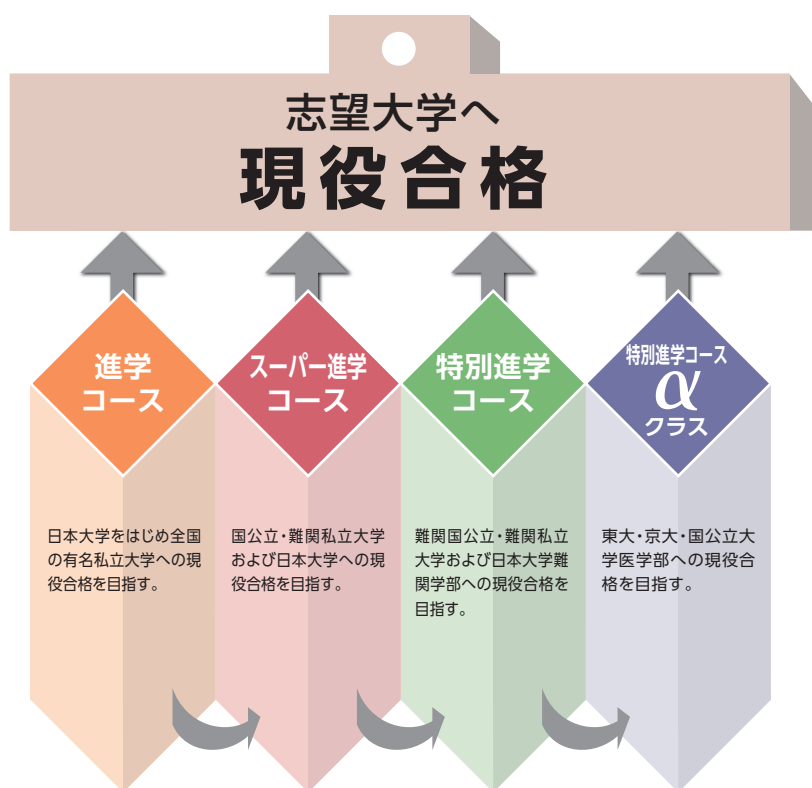 志望大学へ
現役合格
進学
コース
日本大学をはじめ全国
の有名私立大学への現
役合格を目指す。
スーパー進学
コース
国公立・難関私立大学
および日本大学への現
役合格を目指す。
特別進学
コース
難関国公立・難関私立
大学および日本大学難
関学部への現役合格を
目指す。
特別進学コース
α
クラス
東大・京大・国公立大
学医学部への現役合
格を目指す。